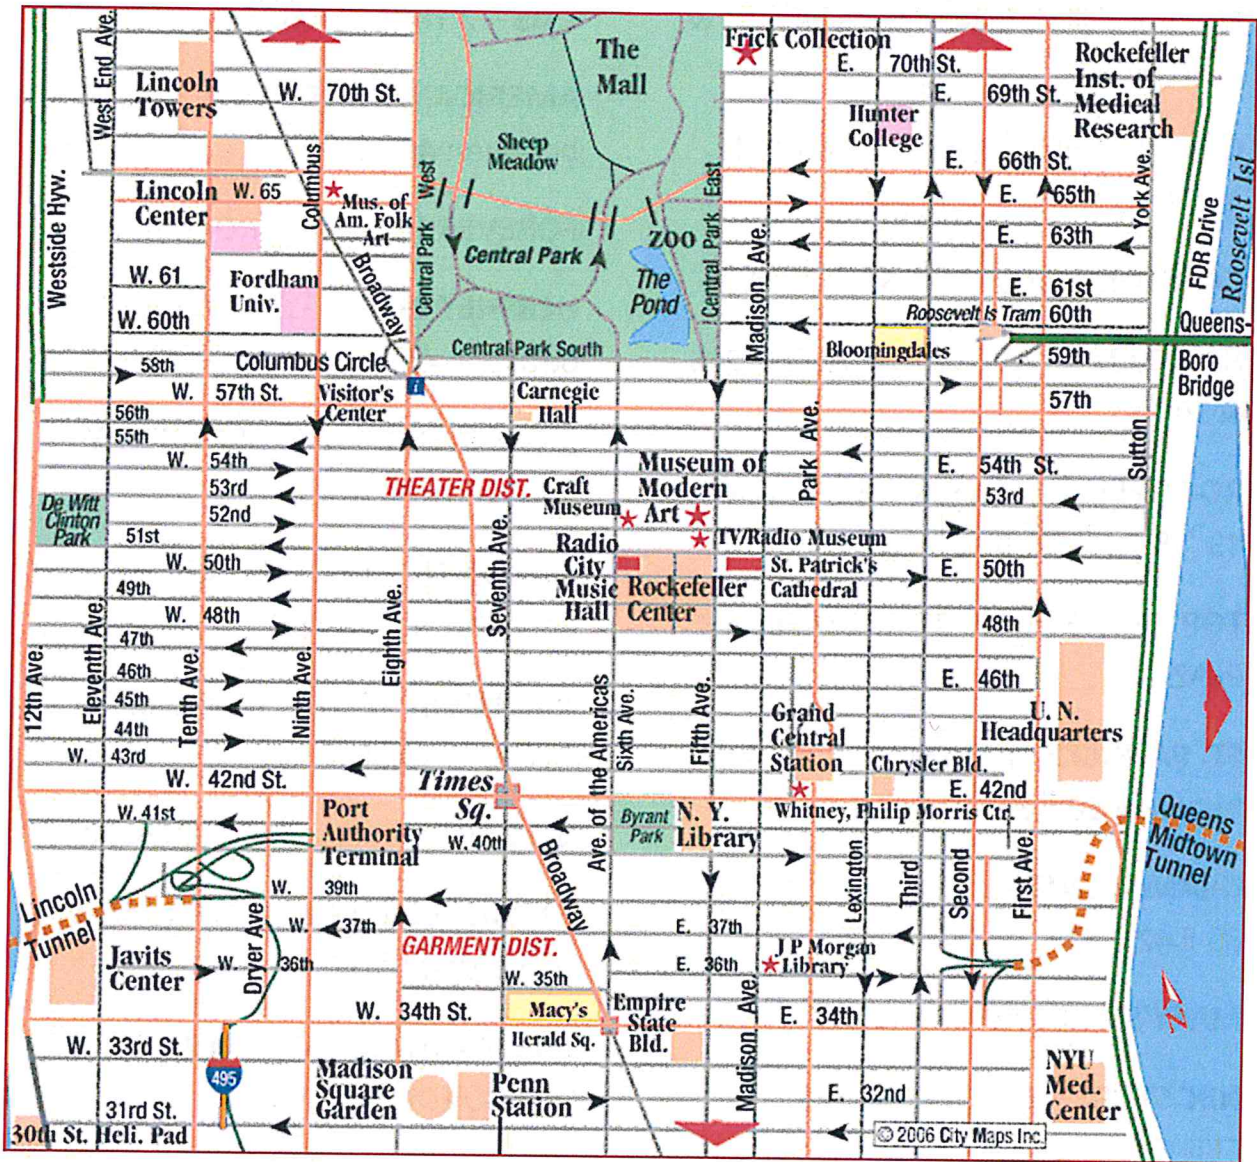 West End Ave.
Lincoln
Towers
W. 70th St.
The
Mall
Frick Collection
E. 70th St.
E. 69th St.
Rockefeller
Inst. of
Medical
Research
Hunter
College
Sheep
Meadow
E. 66th St.
E. 65th
Westside Hyw.
Lincoln
Center
W. 65
Columbus
Mus. of
Am. Folk
Art
Central Park West
Central Park
ZOO
The
Pond
Central Park East
Madison Ave.
E. 63th
York Ave.
FDR Drive
Roosevelt Isl
W. 61
Fordham
Univ.
Broadway
E. 61st
Roosevelt Is Tram
60th
W. 60th
Queens-
Boro
Bridge
Columbus Circle
Central Park South
Bloomingdales
59th
58th
W. 57th St.
Visitor's
Center
i
Carnegie
Hall
57th
56th
55th
W. 54th
53rd
52nd
51st
W. 50th
49th
W. 48th
47th
46th
45th
44th
W. 43rd
W. 42nd St.
De Witt
Clinton
Park
THEATER DIST.
Craft
Museum
Museum of
Modern
Art
TV/Radio Museum
Park Ave.
E. 54th St.
53rd
Sutton
Radio
City
Music
Hall
Rockefeller
Center
St. Patrick's
Cathedral
E. 50th
48th
E. 46th
12th Ave.
Eleventh Ave.
Tenth Ave.
Ninth Ave.
Eighth Ave.
Seventh Ave.
Ave. of the Americas
Sixth Ave.
Fifth Ave.
Grand
Central
Station
Chrysler Bld.
U. N.
Headquarters
E. 42nd
Times
Sq.
Whitney, Philip Morris Ctr.
W. 41st
Port
Authority
Terminal
W. 40th
Broadway
Byrant
Park
N. Y.
Library
Lexington
Third
Second
First Ave.
Queens
Midtown
Tunnel
Lincoln
Tunnel
W. 39th
W. 37th
Dryer Ave
W. 36th
GARMENT DIST.
E. 37th
E. 36th
J P Morgan
Library
Javits
Center
W. 35th
W. 34th St.
Macy's
Herald Sq.
Empire
State
Bld.
Madison Ave.
E. 34th
N
W. 33rd St.
495
Madison
Square
Garden
Penn
Station
E. 32nd
NYU
Med.
Center
31rd St.
30th St. Heli. Pad
© 2006 City Maps Inc.